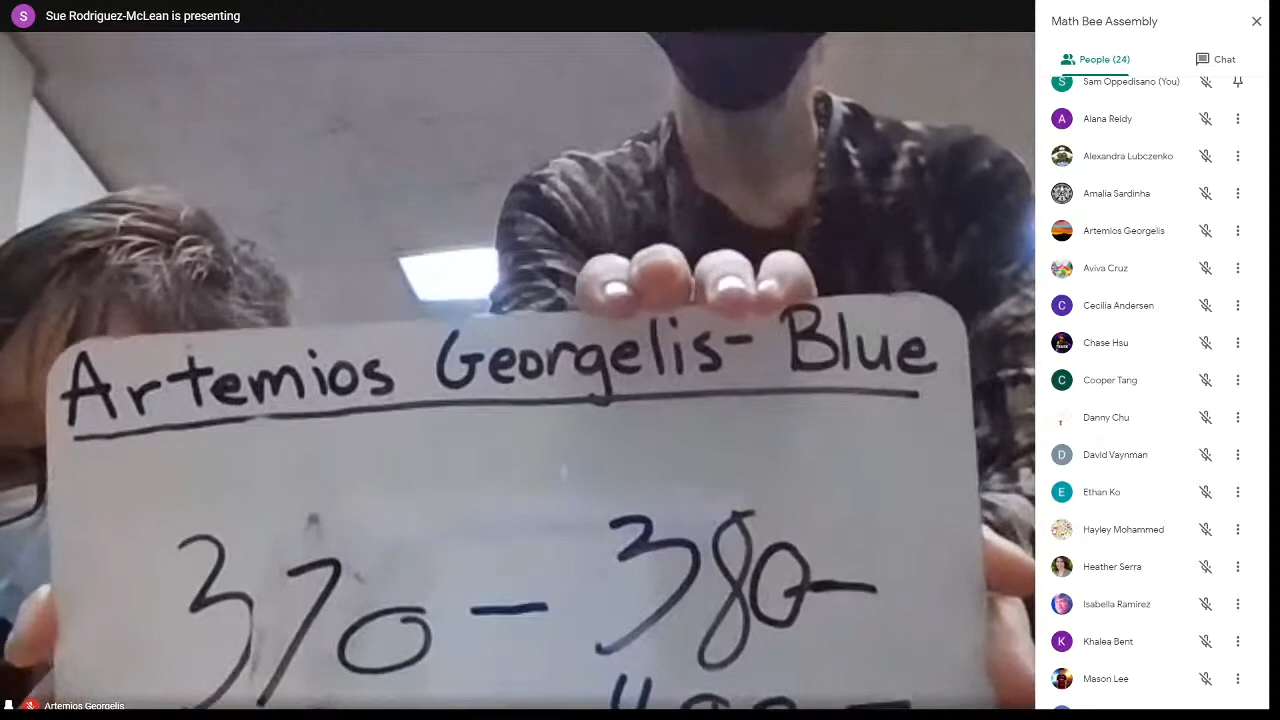 S Sue Rodriguez-McLean is presenting
Artemios Georgelis- Blue
370 - 380-
Artemios Georgelis
Math Bee Assembly
People (24)
Chat
S Sam Oppedisano (You)
A Alana Reidy
Alexandra Lubczenko
Amalia Sardinha
Artemios Georgelis
Aviva Cruz
C Cecilia Andersen
Chase Hsu
C Cooper Tang
Danny Chu
D David Vaynman
E Ethan Ko
Hayley Mohammed
Heather Serra
Isabella Ramirez
K Khalea Bent
Mason Lee